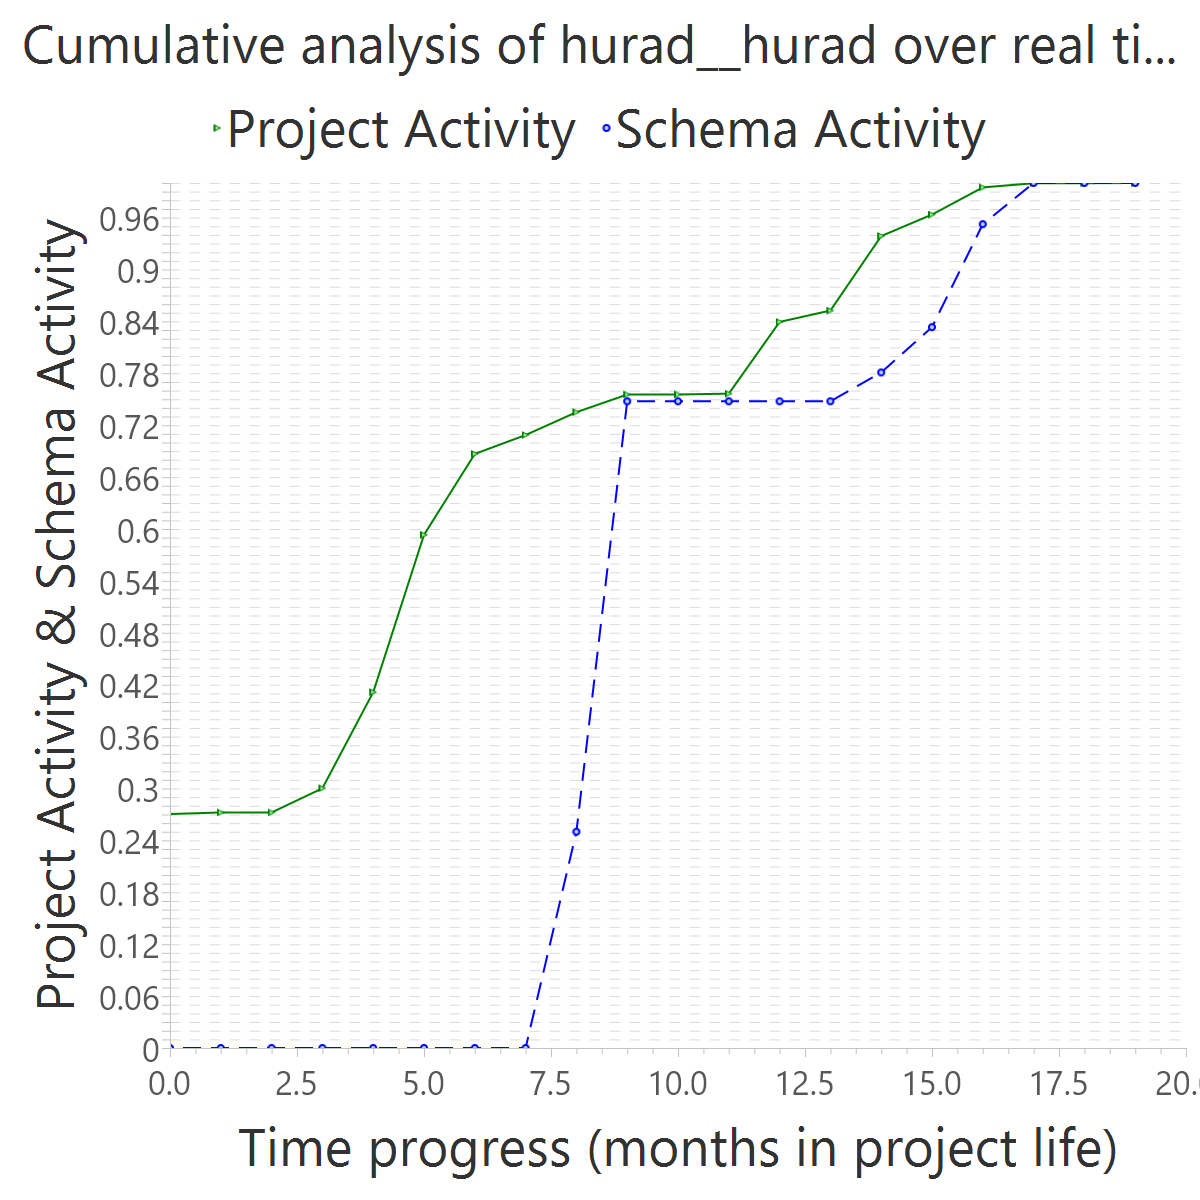 Cumulative analysis of hurad__hurad over real ti...
Project Activity
Schema Activity
Project Activity & Schema Activity
0.96
0.9
0.84
0.78
0.72
0.66
0.6
0.54
0.48
0.42
0.36
0.3
0.24
0.18
0.12
0.06
0
0.0 2.5 5.0 7.5 10.0 12.5 15.0 17.5 20.
Time progress (months in project life)